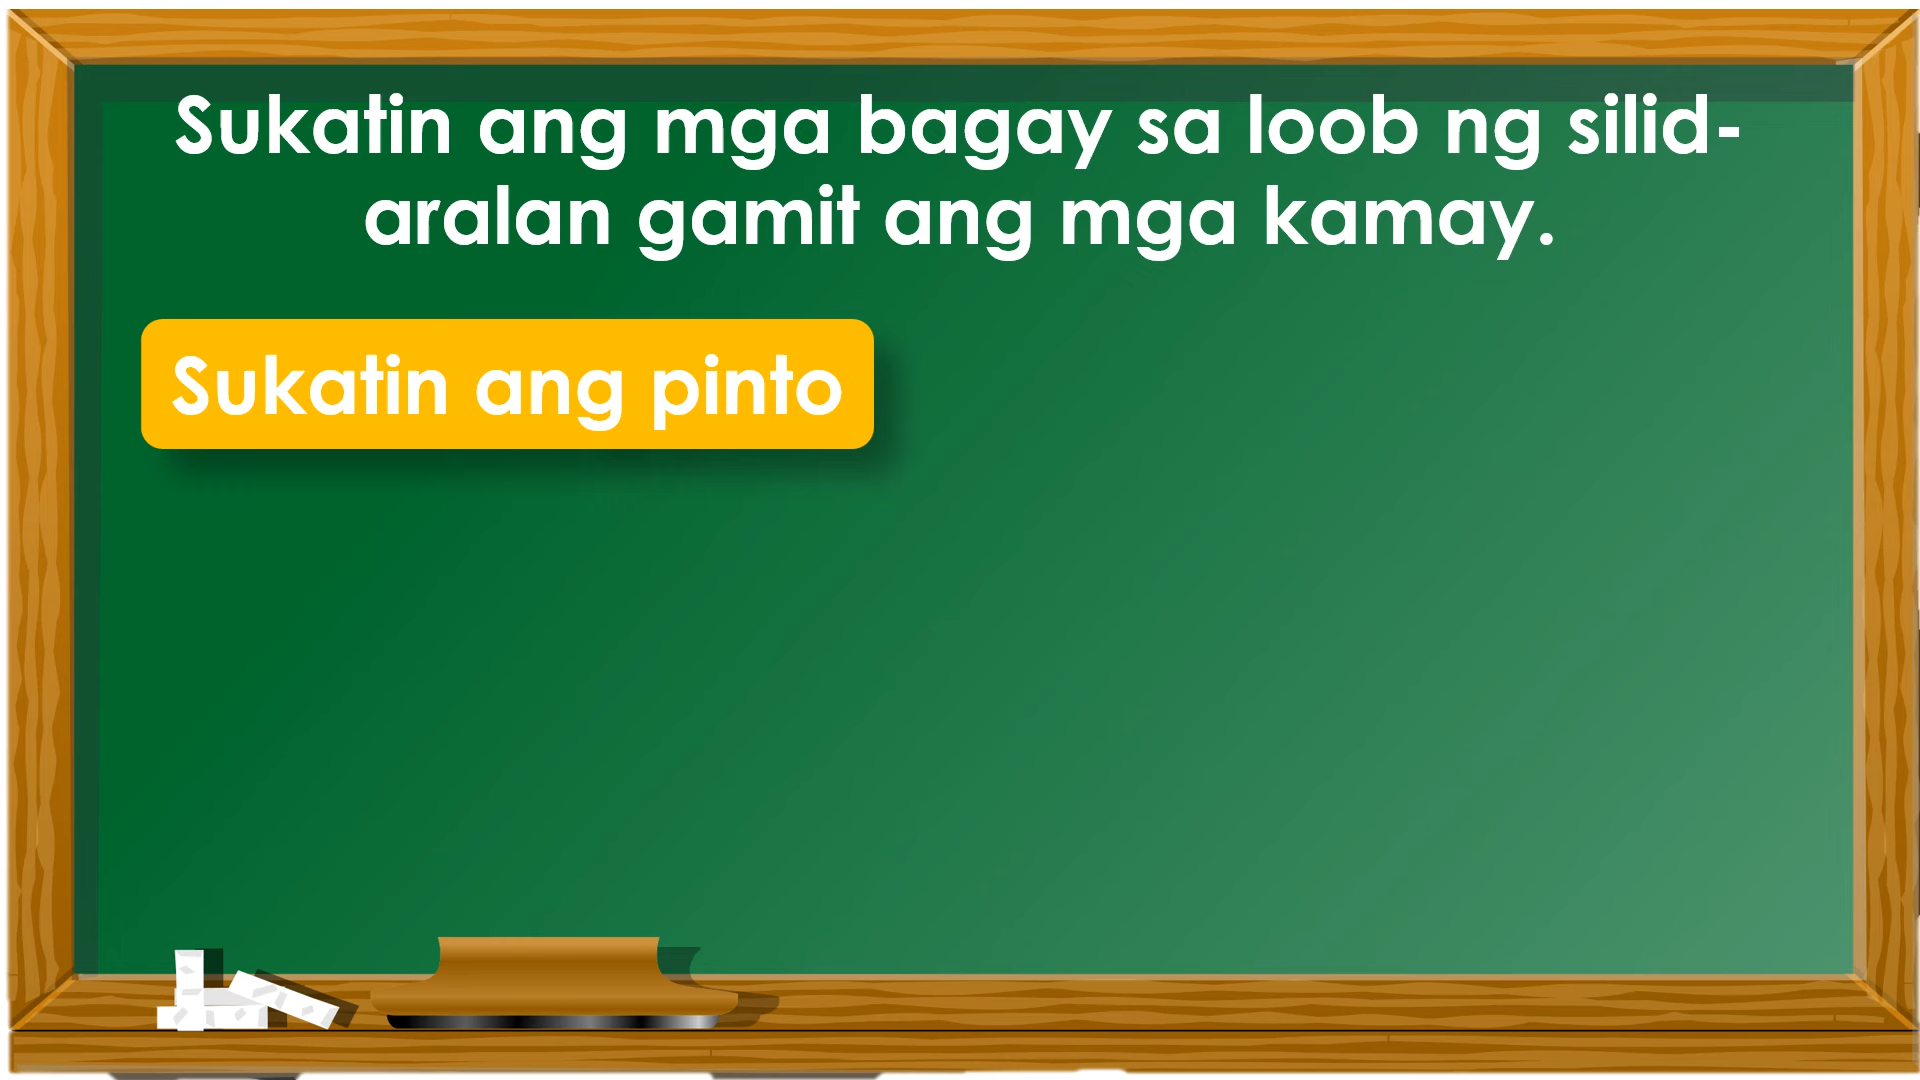 Sukatin ang mga bagay sa loob ng silid-
aralan gamit ang mga kamay.
Sukatin ang pinto